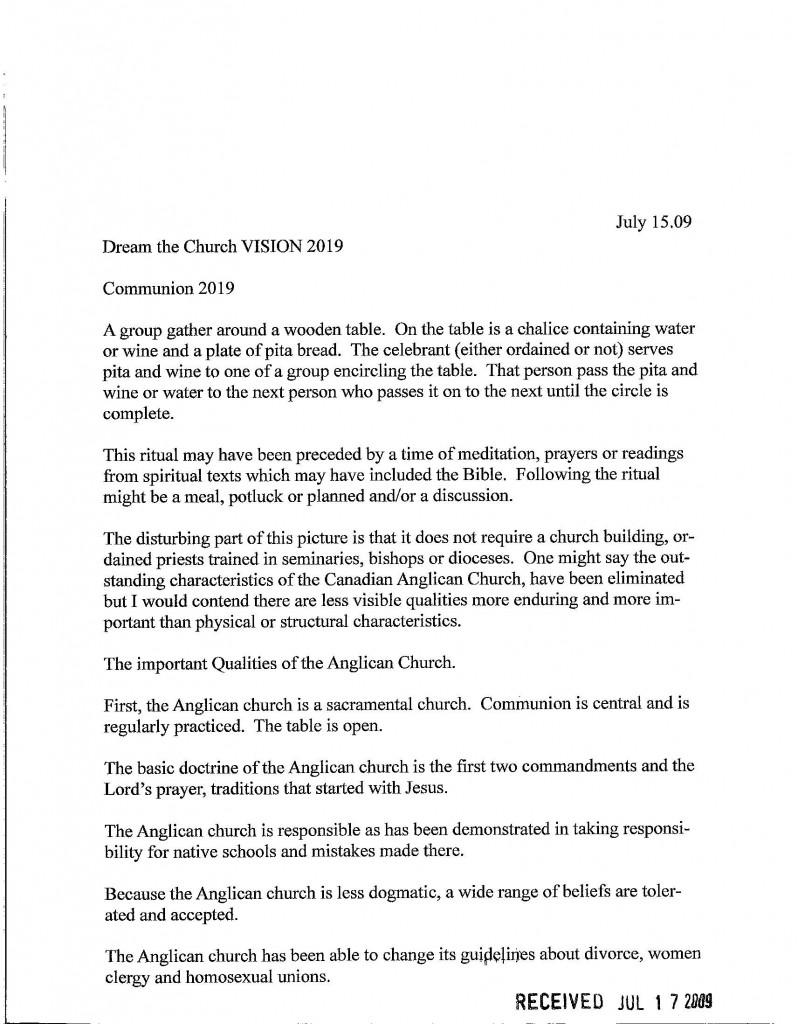 July 15.09
Dream the Church VISION 2019
Communion 2019
A group gather around a wooden table. On the table is a chalice containing water
or wine and a plate of pita bread. The celebrant (either ordained or not) serves
pita and wine to one of a group encircling the table. That person pass the pita and
wine or water to the next person who passes it on to the next until the circle is
complete.
This ritual may have been preceded by a time of meditation, prayers or readings
from spiritual texts which may have included the Bible. Following the ritual
might be a meal, potluck or planned and/or a discussion.
The disturbing part of this picture is that it does not require a church building, or-
dained priests trained in seminaries, bishops or dioceses. One might say the out-
standing characteristics of the Canadian Anglican Church, have been eliminated
but I would contend there are less visible qualities more enduring and more im-
portant than physical or structural characteristics.
The important Qualities of the Anglican Church.
First, the Anglican church is a sacramental church. Communion is central and is
regularly practiced. The table is open.
The basic doctrine of the Anglican church is the first two commandments and the
Lord's prayer, traditions that started with Jesus.
The Anglican church is responsible as has been demonstrated in taking responsi-
bility for native schools and mistakes made there.
Because the Anglican church is less dogmatic, a wide range of beliefs are toler-
ated and accepted.
The Anglican church has been able to change its guidelines about divorce, women
clergy and homosexual unions.
RECEIVED JUL 17 2009